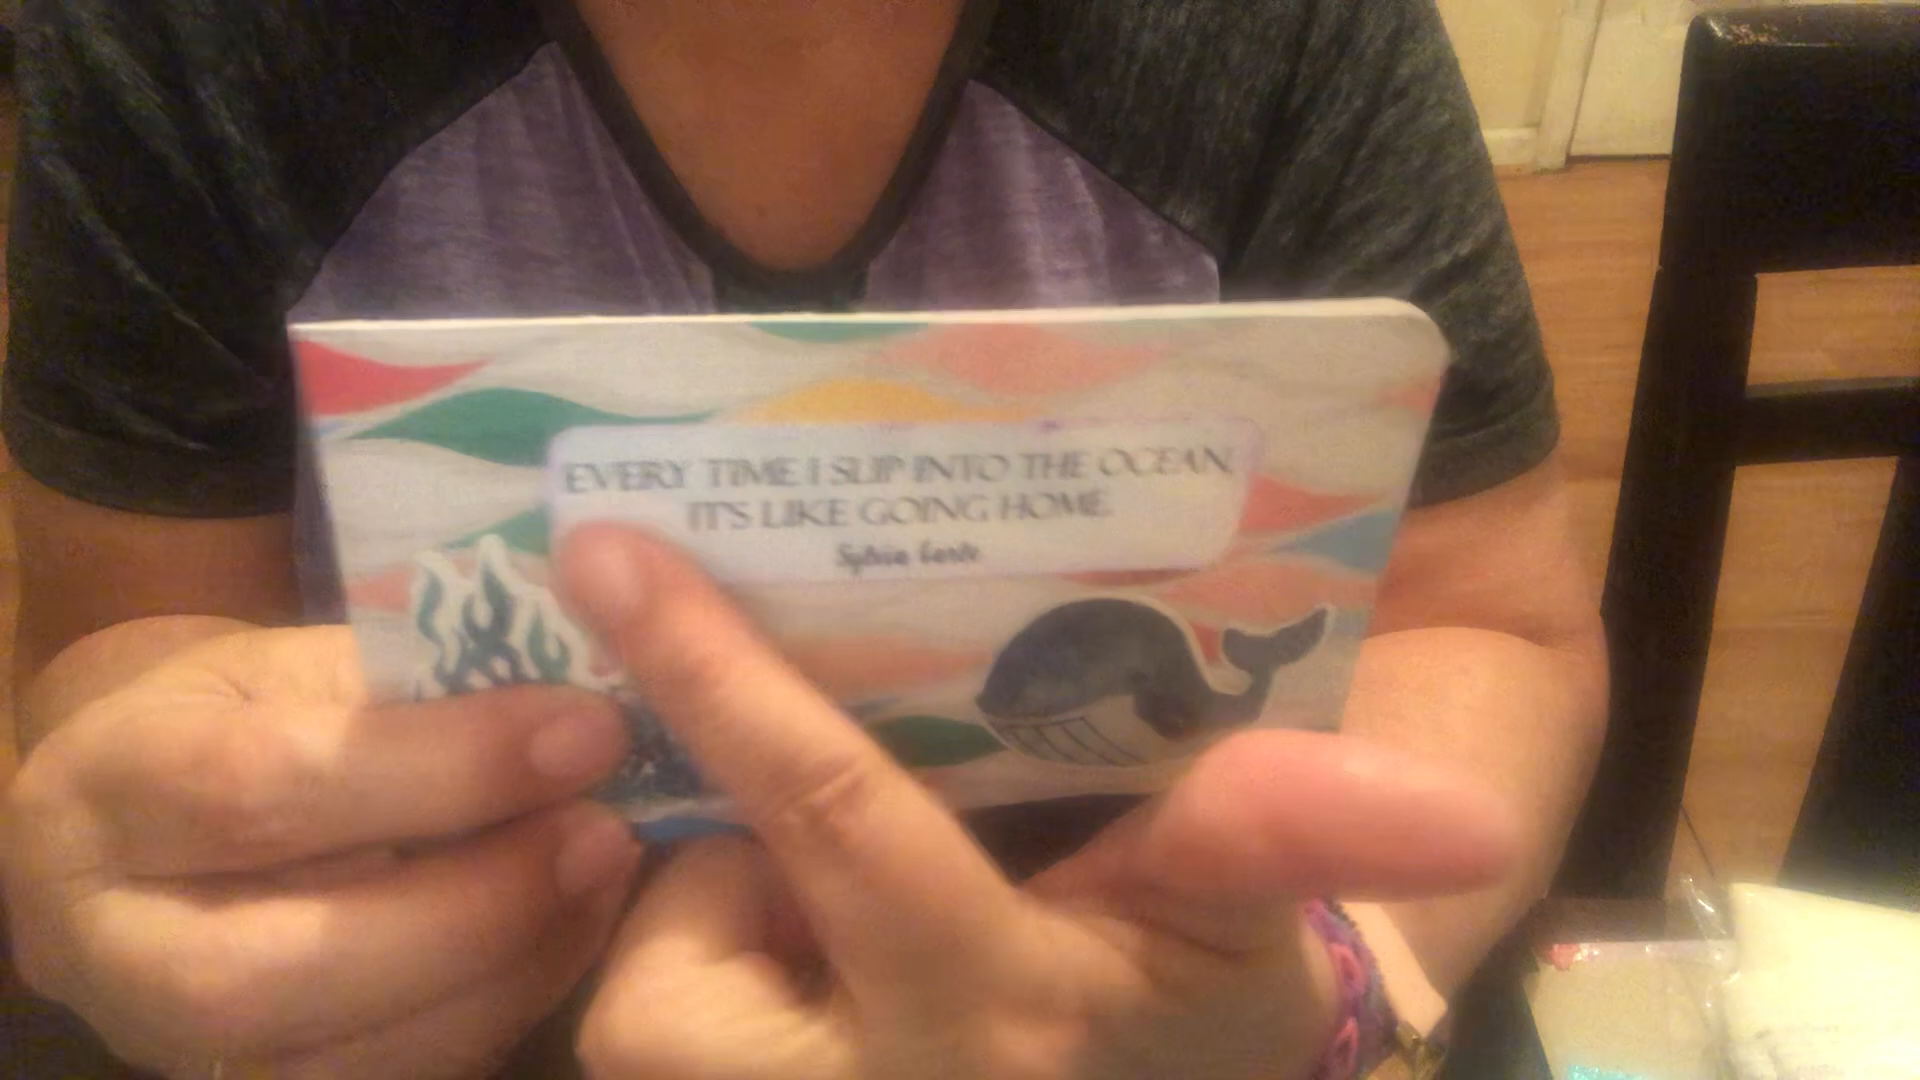 EVERY TIME I SLIP INTO THE OCEAN,
IT'S LIKE GOING HOME.
Sylvia Earle